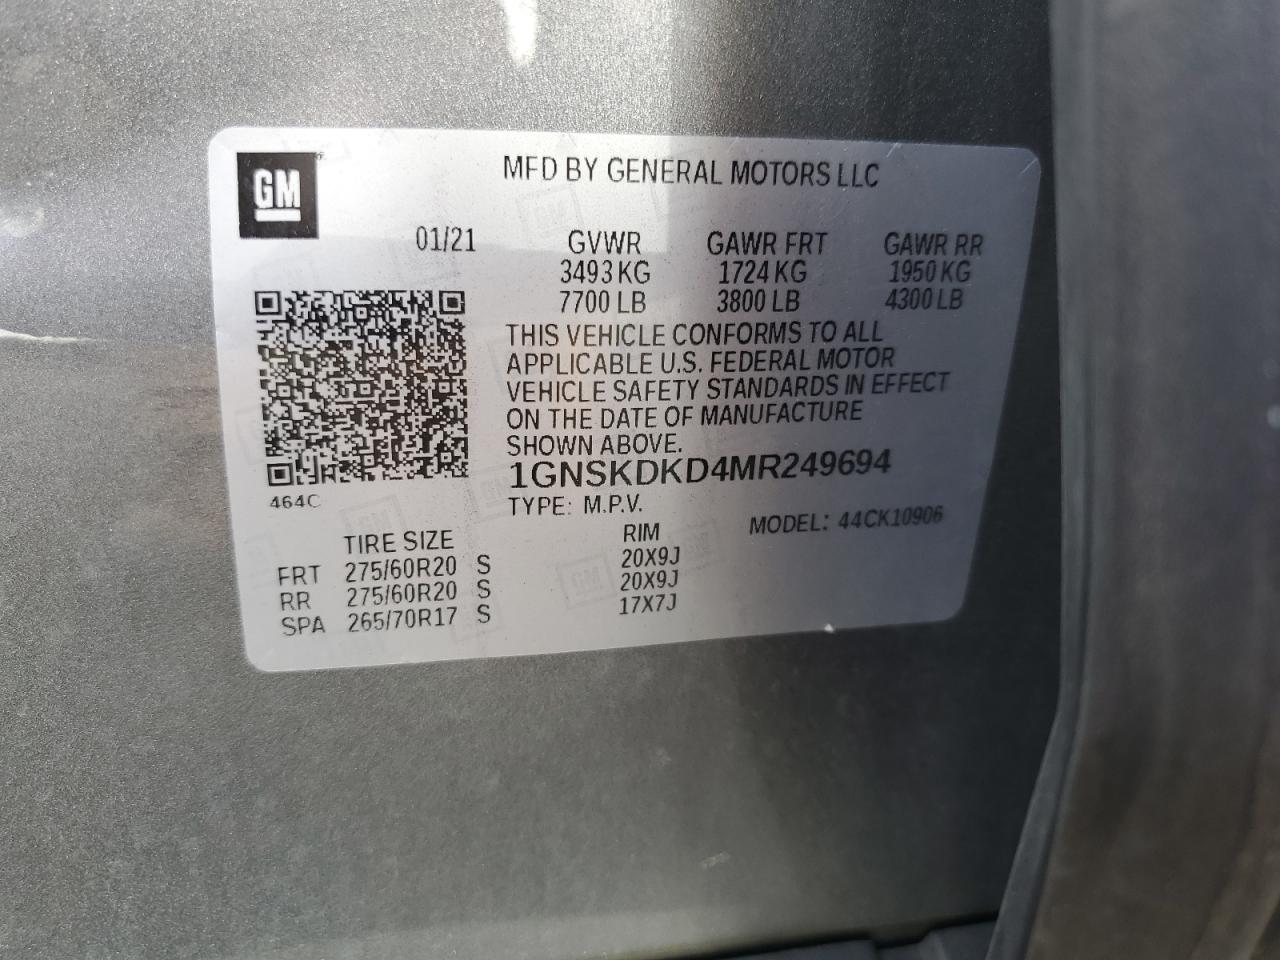 GM
MFD BY GENERAL MOTORS LLC
01/21 GVWR GAWR FRT GAWR RR
3493 KG 1724 KG 1950 KG
7700 LB 3800 LB 4300 LB
THIS VEHICLE CONFORMS TO ALL
APPLICABLE U.S. FEDERAL MOTOR
VEHICLE SAFETY STANDARDS IN EFFECT
ON THE DATE OF MANUFACTURE
SHOWN ABOVE.
1GNSKDKD4MR249694
464C
TYPE: M.P.V. MODEL: 44CK10906
TIRE SIZE RIM
FRT 275/60R20 S 20X9J
RR 275/60R20 S 20X9J
SPA 265/70R17 S 17X7J